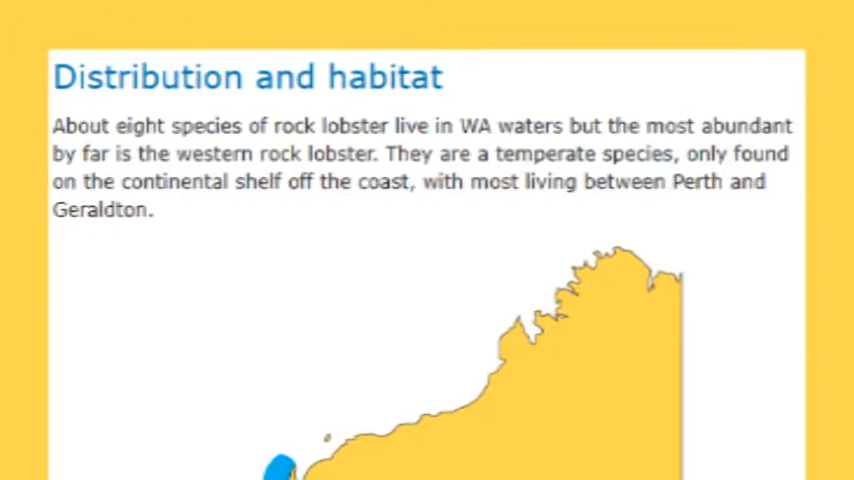 Distribution and habitat
About eight species of rock lobster live in WA waters but the most abundant
by far is the western rock lobster. They are a temperate species, only found
on the continental shelf off the coast, with most living between Perth and
Geraldton.